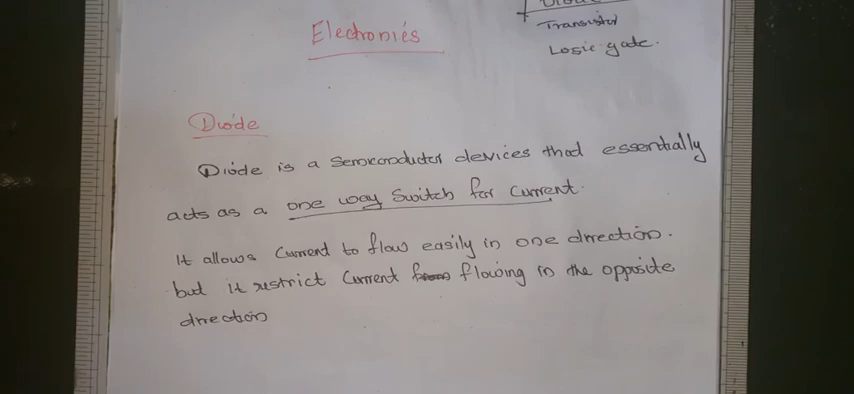 Electronics
Transistor
Logic gate.
Diode
Diode is a Semiconductor devices that essentially
acts as a one way Switch for Current.
It allows Current to flow easily in one direction.
but it restrict Current from flowing in the opposite
direction